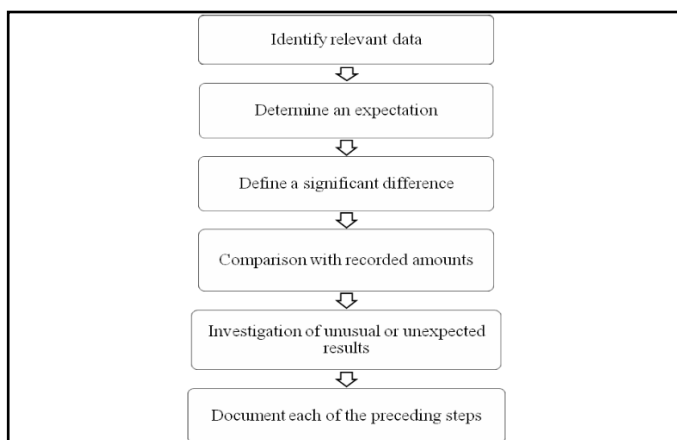 Identify relevant data
Determine an expectation
Define a significant difference
Comparison with recorded amounts
Investigation of unusual or unexpected
results
Document each of the preceding steps